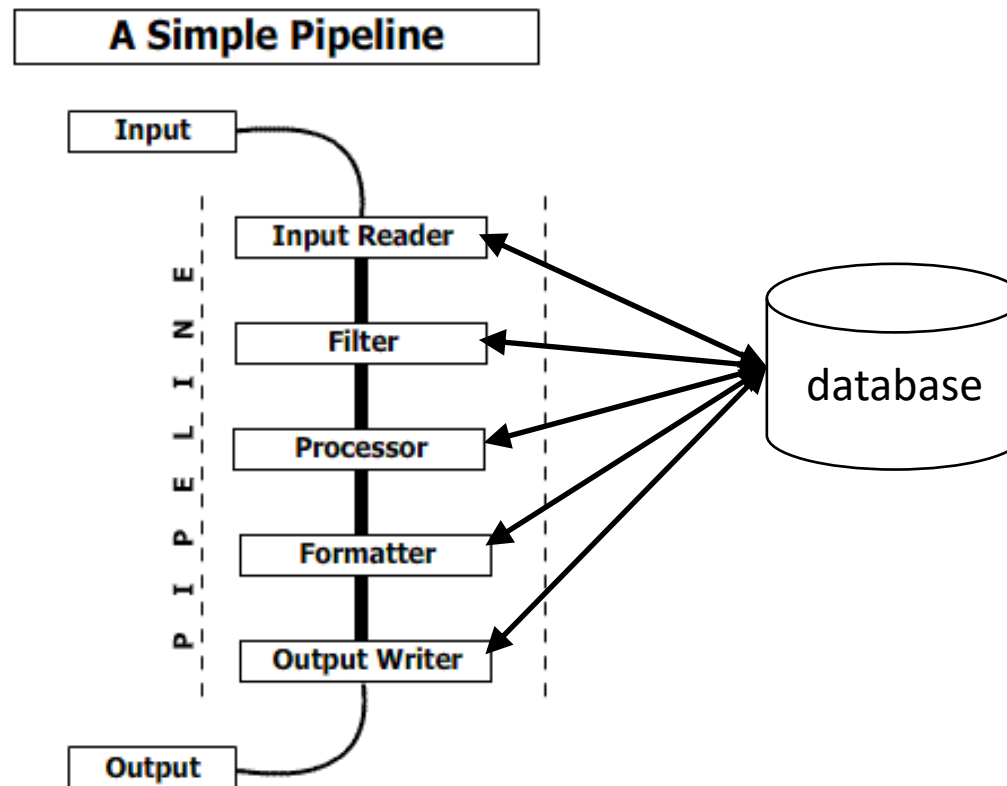 A Simple Pipeline
Input
Input Reader
Filter
Processor
Formatter
Output Writer
Output
PIPELINE
database